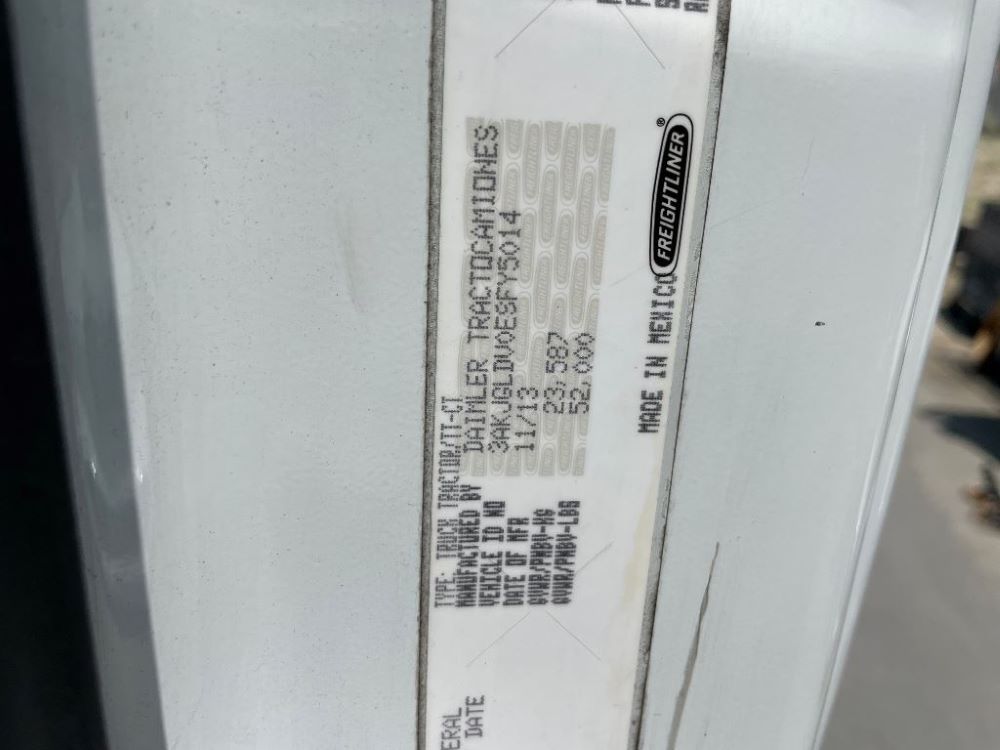 TYPE: TRUCK TRACTOR/TT-CT
MANUFACTURED BY DAIMLER TRACTOCAMIONES
VEHICLE ID NO 3AKJGLDV0ESFY5014
DATE OF MFR 11/13
GVWR/PNBV-KG 23,587
GVWR/PNBV-LBS 52,000
MADE IN MEXICO FREIGHTLINER ®
ERAL
DATE